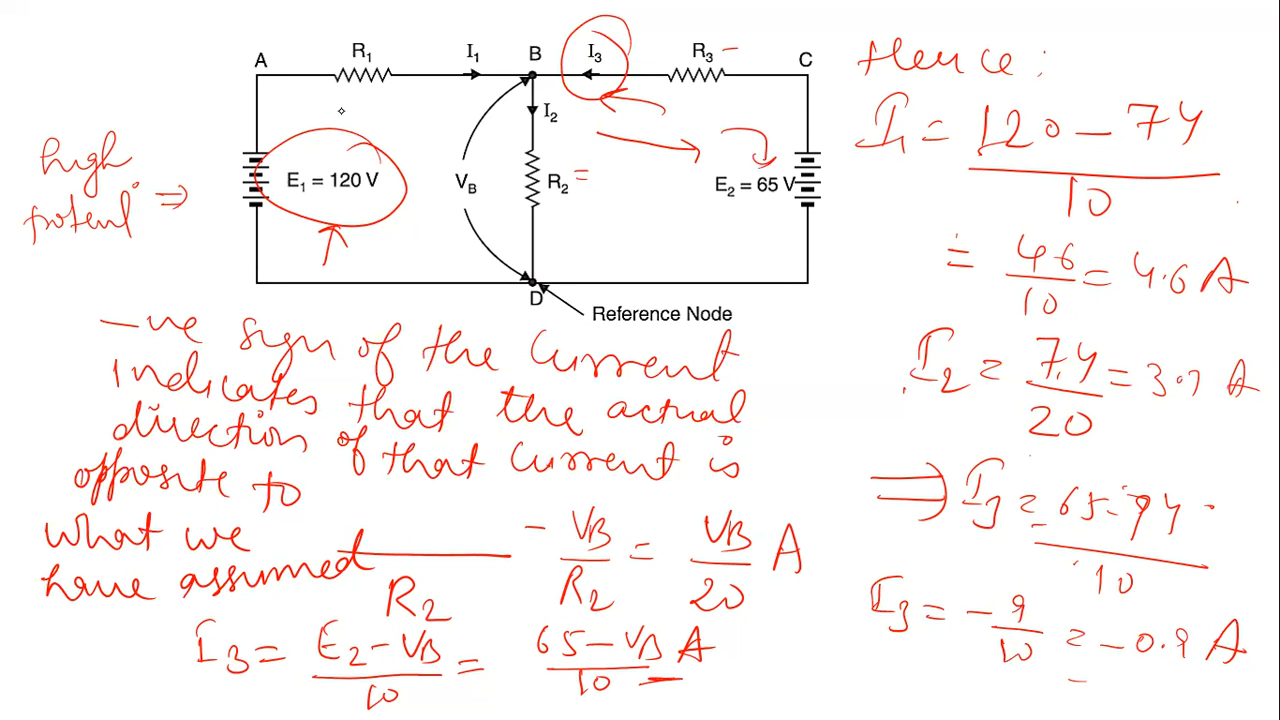 A
R1
I1
B
I3
R3 –
C
I2
high
potenl ⇒
E1 = 120 V
VB
R2 =
E2 = 65 V
D
Reference Node
–ve sign of the current
indicates that the actual
direction of that current is
opposite to
what we
have assumed
R2
- VB/R2 = VB/20 A
I3 = E2 - VB/10 = 65 - VB/10 A
Hence :
I1 = 120 - 74/10
= 46/10 = 4.6 A
I2 = 74/20 = 3.7 A
⇒ I3 = 65-74/10
I3 = -9/10 = -0.9 A